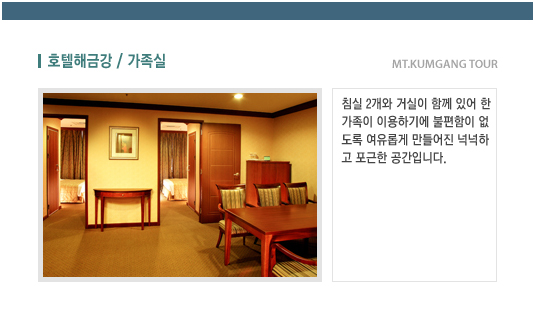 호텔해금강 / 가족실
MT.KUMGANG TOUR
침실 2개와 거실이 함께 있어 한
가족이 이용하기에 불편함이 없
도록 여유롭게 만들어진 넉넉하
고 포근한 공간입니다.